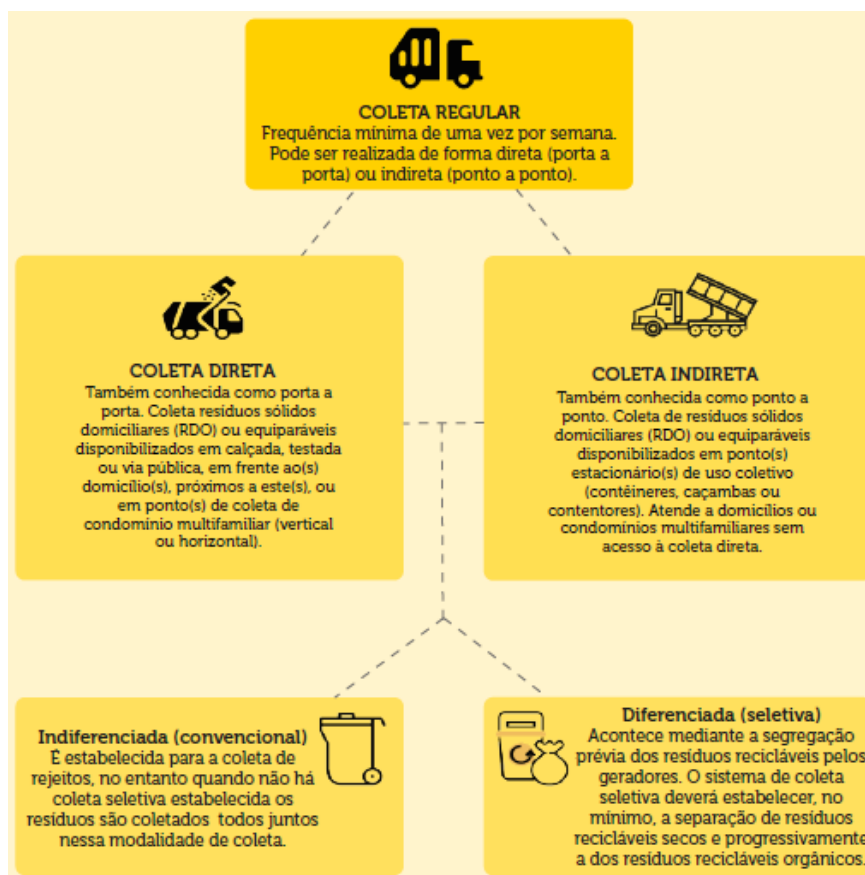 COLETA REGULAR
Frequência mínima de uma vez por semana.
Pode ser realizada de forma direta (porta a
porta) ou indireta (ponto a ponto).
COLETA DIRETA
Também conhecida como porta a
porta. Coleta resíduos sólidos
domiciliares (RDO) ou equiparáveis
disponibilizados em calçada, testada
ou via pública, em frente ao(s)
domicílio(s), próximos a este(s), ou
em ponto(s) de coleta de
condomínio multifamiliar (vertical
ou horizontal).
COLETA INDIRETA
Também conhecida como ponto a
ponto. Coleta de resíduos sólidos
domiciliares (RDO) ou equiparáveis
disponibilizados em ponto(s)
estacionário(s) de uso coletivo
(contêineres, caçambas ou
contentores). Atende a domicílios ou
condomínios multifamiliares sem
acesso à coleta direta.
Indiferenciada (convencional)
É estabelecida para a coleta de
rejeitos, no entanto quando não há
coleta seletiva estabelecida os
resíduos são coletados todos juntos
nessa modalidade de coleta.
Diferenciada (seletiva)
Acontece mediante a segregação
prévia dos resíduos recicláveis pelos
geradores. O sistema de coleta
seletiva deverá estabelecer, no
mínimo, a separação de resíduos
recicláveis secos e progressivamente
a dos resíduos recicláveis orgânicos.